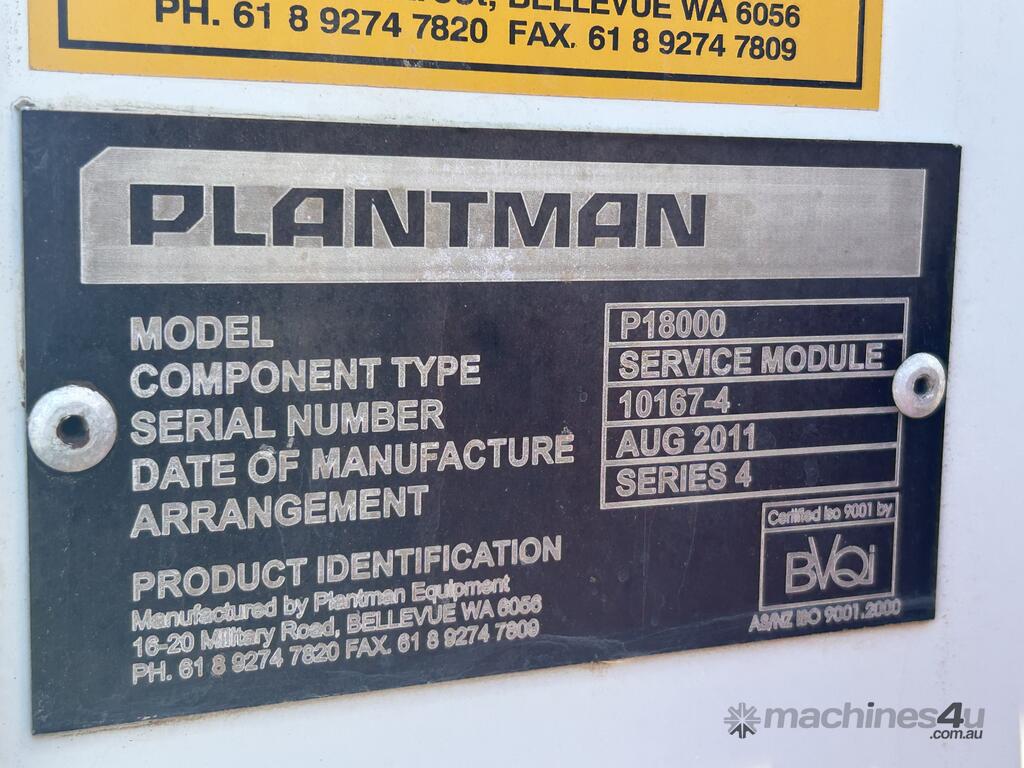 BELLEVUE WA 6056
PH. 61 8 9274 7820 FAX. 61 8 9274 7809
PLANTMAN
MODEL P18000
COMPONENT TYPE SERVICE MODULE
SERIAL NUMBER 10167-4
DATE OF MANUFACTURE AUG 2011
ARRANGEMENT SERIES 4
Certified Iso 9001 by
BVQi
AS/NZ ISO 9001.2000
PRODUCT IDENTIFICATION
Manufactured by Plantman Equipment
16-20 Military Road, BELLEVUE WA 6056
PH. 61 8 9274 7820 FAX. 61 8 9274 7809
machines4u
.com.au